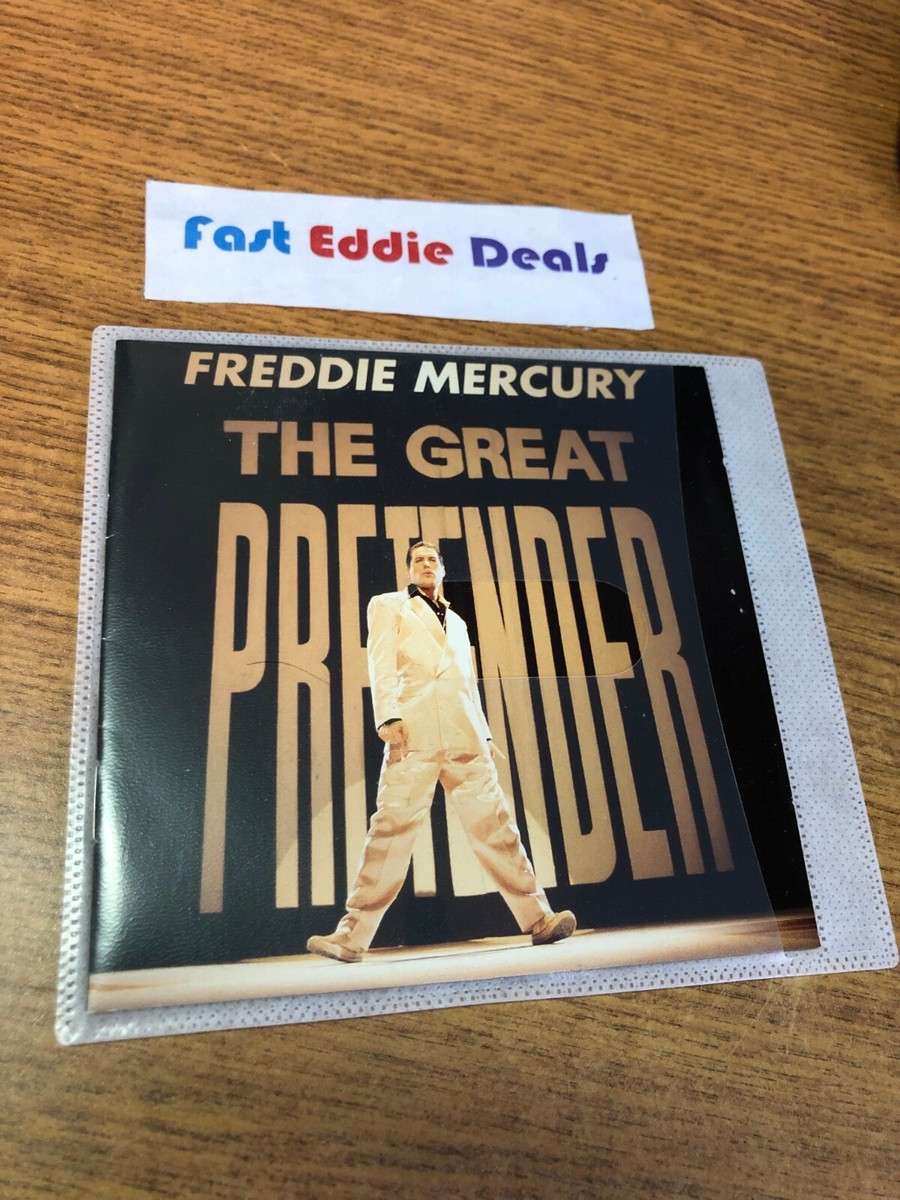 Fast Eddie Deals
FREDDIE MERCURY
THE GREAT
PRETENDER